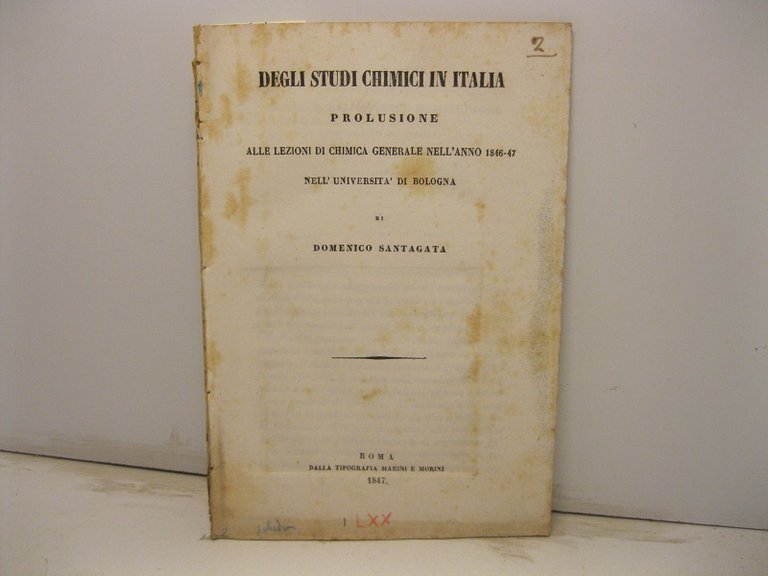 2
DEGLI STUDI CHIMICI IN ITALIA
PROLUSIONE
ALLE LEZIONI DI CHIMICA GENERALE NELL'ANNO 1846-47
NELL'UNIVERSITA' DI BOLOGNA
DI
DOMENICO SANTAGATA
ROMA
DALLA TIPOGRAFIA MARINI E MORINI
1847.
LXX